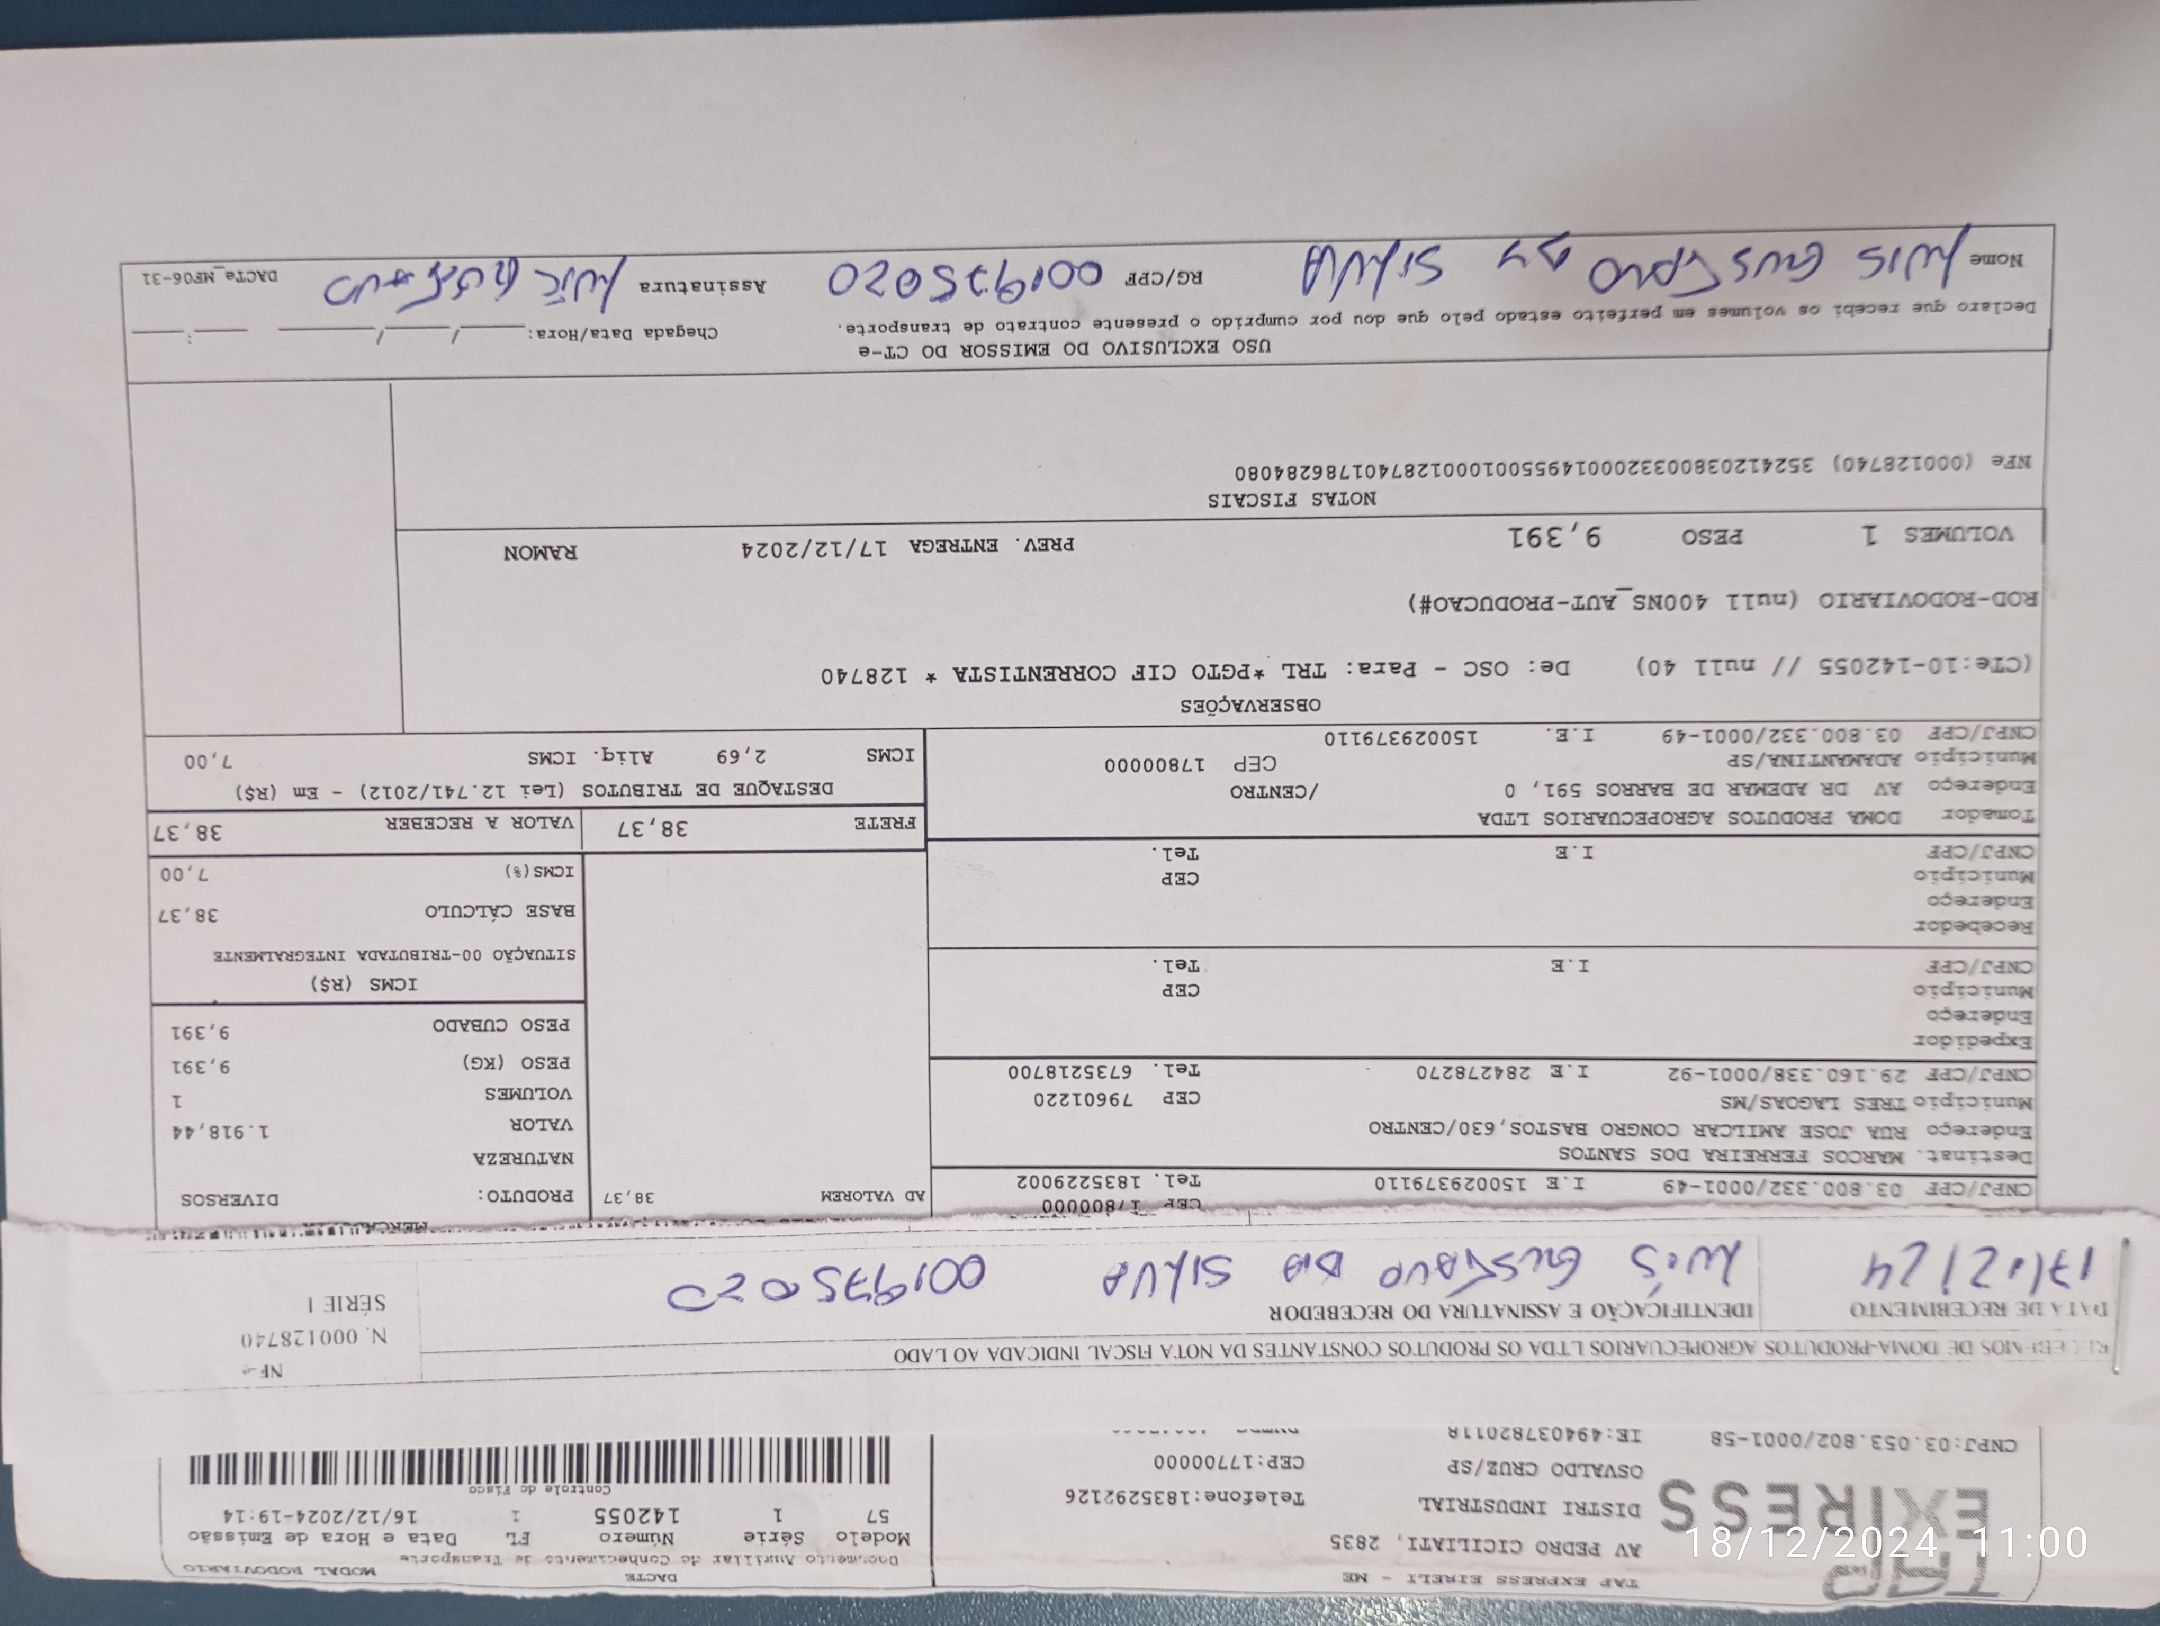 TAP
EXPRESS
TAP EXPRESS EIRELI - ME
AV PEDRO CICILIATI, 2835
DISTRI INDUSTRIAL
Telefone:1835292126
OSVALDO CRUZ/SP
CEP:17700000
CNPJ:03.053.802/0001-58 IE:494037820118
DACTE
MODAL RODOVIÁRIO
Documento Auxiliar do Conhecimento de Transporte
Modelo Série Número FL Data e Hora de Emissão
57 1 142055 1 16/12/2024-19:14
Controle do Fisco
RECEBEMOS DE DOMA-PRODUTOS AGROPECUARIOS LTDA OS PRODUTOS CONSTANTES DA NOTA FISCAL INDICADA AO LADO
NF-e
N. 000128740
SÉRIE 1
DATA DE RECEBIMENTO
17/12/24
IDENTIFICAÇÃO E ASSINATURA DO RECEBEDOR
LUIS GUSTAVO DA SILVA 001975020
CEP 17800000
CNPJ/CPF 03.800.332/0001-49 I.E 150029379110 Tel. 1835229002
Destinat. MARCOS FERREIRA DOS SANTOS
Endereço RUA JOSE AMILCAR CONGRO BASTOS,630/CENTRO
Município TRES LAGOAS/MS CEP 79601220
CNPJ/CPF 29.160.338/0001-92 I.E 284278270 Tel. 6735218700
Expedidor
Endereço
Município CEP
CNPJ/CPF I.E Tel.
Recebedor
Endereço
Município CEP
CNPJ/CPF I.E Tel.
Tomador DOMA PRODUTOS AGROPECUARIOS LTDA
Endereço AV DR ADEMAR DE BARROS 591, 0 /CENTRO
Município ADAMANTINA/SP CEP 17800000
CNPJ/CPF 03.800.332/0001-49 I.E. 150029379110
AD VALOREM 38,37
MERCADORIA
PRODUTO: DIVERSOS
NATUREZA
VALOR 1.918,44
VOLUMES 1
PESO (KG) 9,391
PESO CUBADO 9,391
ICMS (R$)
SITUAÇÃO 00-TRIBUTADA INTEGRALMENTE
BASE CÁLCULO 38,37
ICMS(%) 7,00
FRETE 38,37 VALOR A RECEBER 38,37
DESTAQUE DE TRIBUTOS (Lei 12.741/2012) - Em (R$)
ICMS 2,69 Aliq. ICMS 7,00
OBSERVAÇÕES
(CTe:10-142055 // null 40) De: OSC - Para: TRL *PGTO CIF CORRENTISTA * 128740
ROD-RODOVIARIO (null 400NS_AUT-PRODUCAO#)
VOLUMES 1 PESO 9,391 PREV. ENTREGA 17/12/2024 RAMON
NOTAS FISCAIS
NFe (000128740) 35241203800332000149550010001287401786284080
USO EXCLUSIVO DO EMISSOR DO CT-e
Declaro que recebi os volumes em perfeito estado pelo que dou por cumprido o presente contrato de transporte.
Chegada Data/Hora: ____/____/____ ____:____
Nome LUIS GUSTAVO DA SILVA RG/CPF 001975020 Assinatura LUIS GUSTAVO DACTe_MF06-31
18/12/2024 11:00